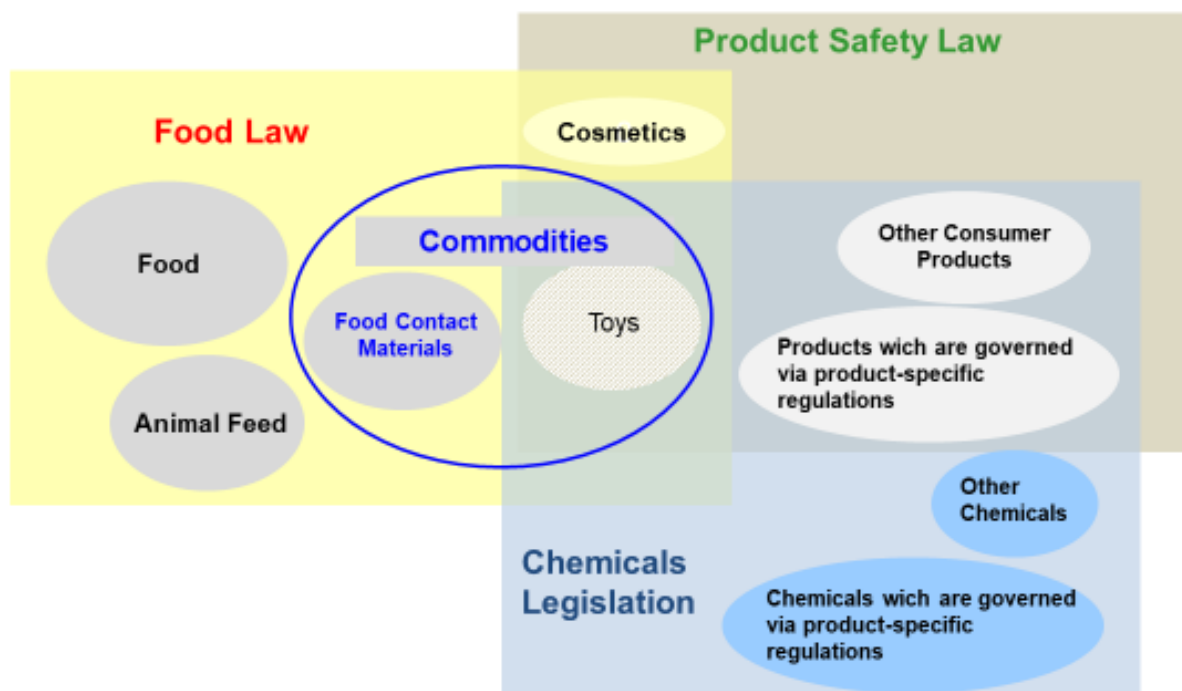 Product Safety Law
Food Law
Cosmetics
Commodities
Other Consumer
Products
Food
Food Contact
Materials
Toys
Products wich are governed
via product-specific
regulations
Animal Feed
Other
Chemicals
Chemicals
Legislation
Chemicals wich are governed
via product-specific
regulations